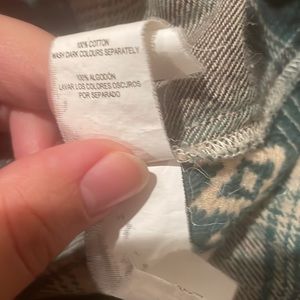 100% COTTON
WASH DARK COLOURS SEPARATELY
100% ALGODÓN
LAVAR LOS COLORES OSCUROS
POR SEPARADO